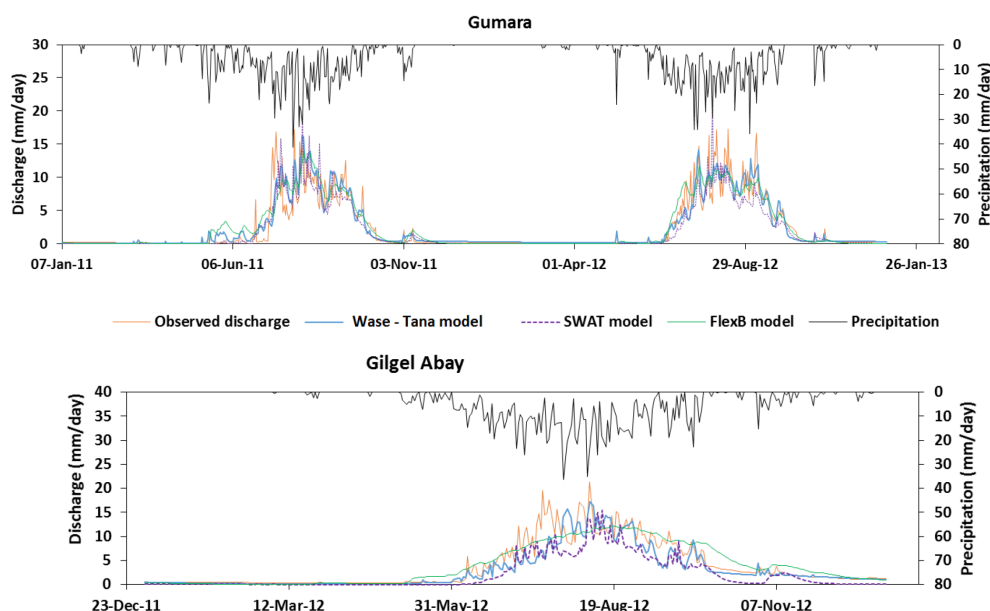 Gumara
30 25 20 15 10 5 0
Discharge (mm/day)
0 10 20 30 40 50 60 70 80
Precipitation (mm/day)
07-Jan-11 06-Jun-11 03-Nov-11 01-Apr-12 29-Aug-12 26-Jan-13
Observed discharge Wase - Tana model SWAT model FlexB model Precipitation
Gilgel Abay
40 35 30 25 20 15 10 5 0
Discharge (mm/day)
0 10 20 30 40 50 60 70 80
Precipitation (mm/day)
23-Dec-11 12-Mar-12 31-May-12 19-Aug-12 07-Nov-12